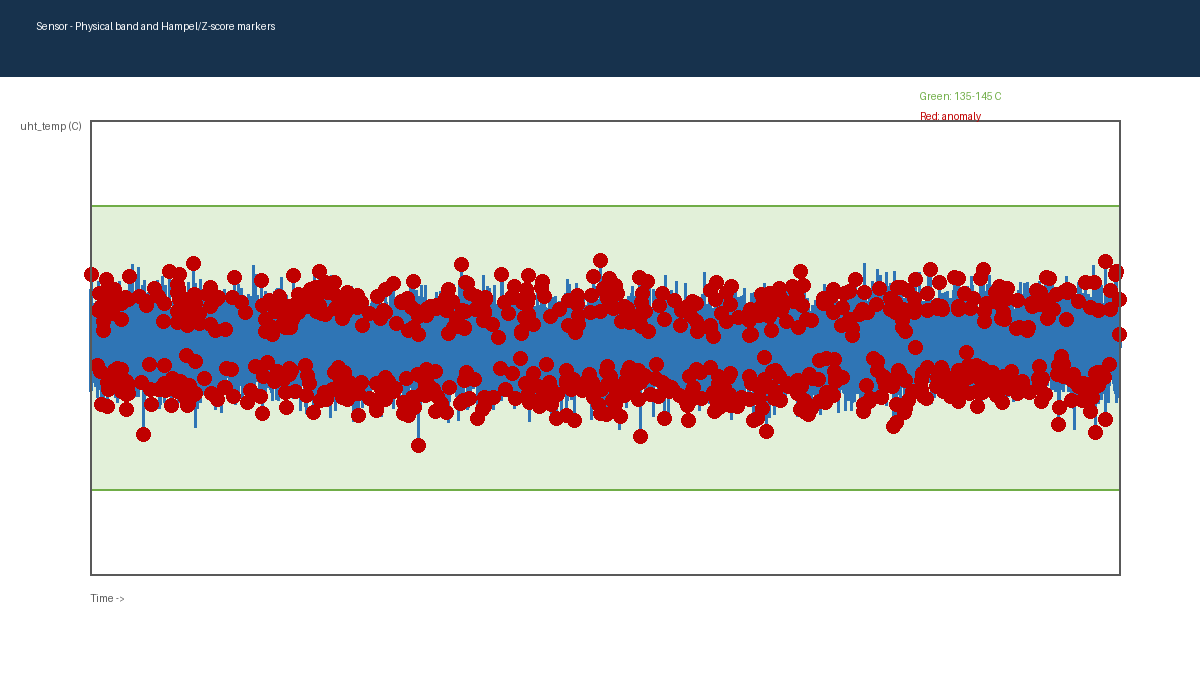 Sensor - Physical band and Hampel/Z-score markers
Green: 135-145 C
Red: anomaly
uht_temp (C)
Time ->